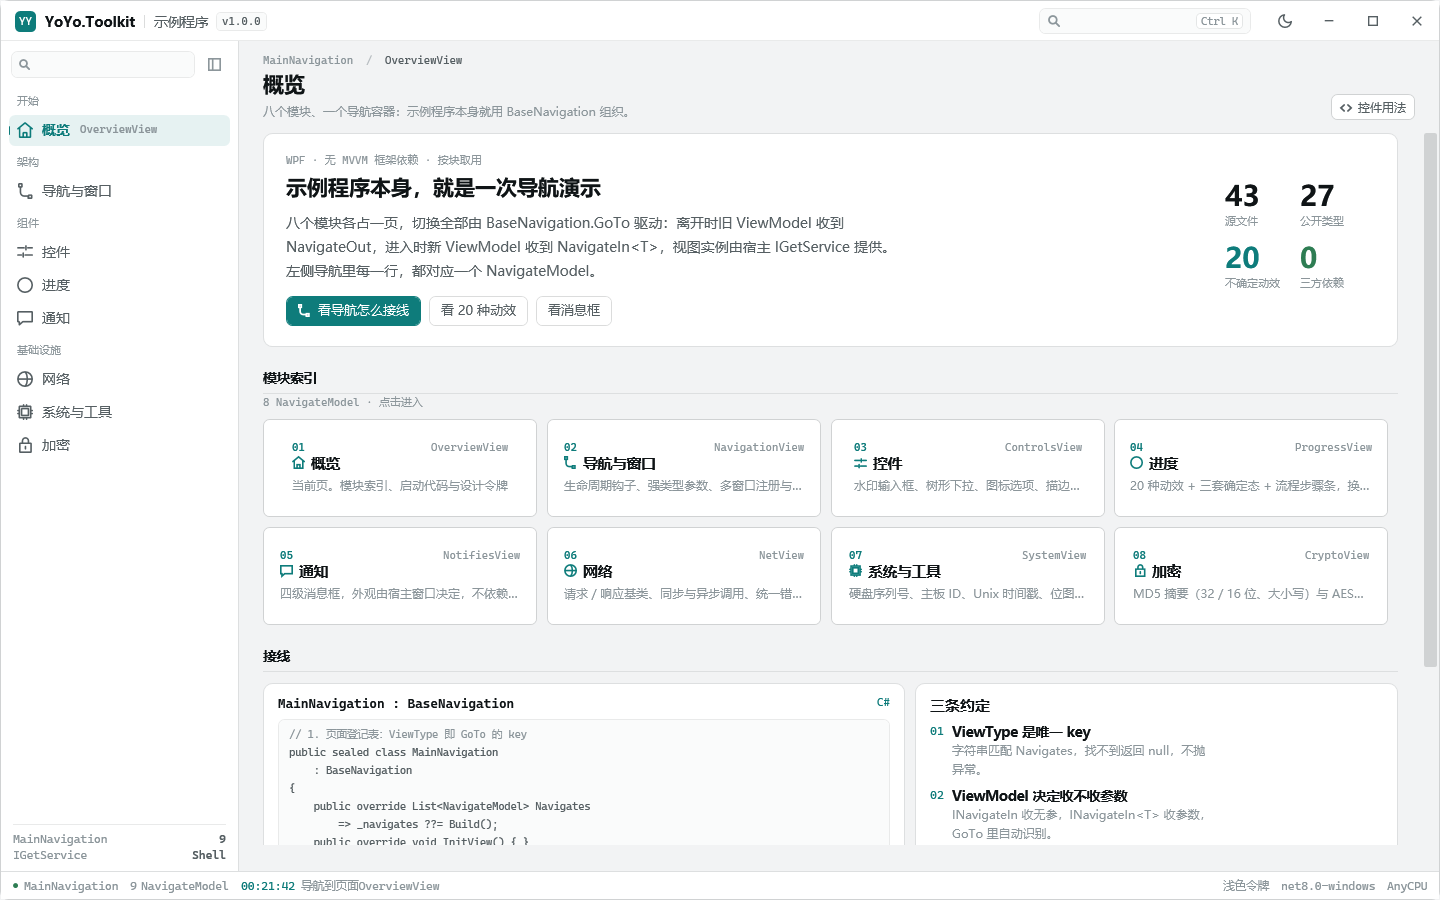 YY YoYo.Toolkit 示例程序 v1.0.0
Ctrl K
开始
概览 OverviewView
架构
导航与窗口
组件
控件
进度
通知
基础设施
网络
系统与工具
加密
MainNavigation 9
IGetService Shell
MainNavigation / OverviewView
概览
八个模块、一个导航容器：示例程序本身就用 BaseNavigation 组织。
控件用法
WPF · 无 MVVM 框架依赖 · 按块取用
示例程序本身，就是一次导航演示
八个模块各占一页，切换全部由 BaseNavigation.GoTo 驱动：离开时旧 ViewModel 收到
NavigateOut，进入时新 ViewModel 收到 NavigateIn<T>，视图实例由宿主 IGetService 提供。
左侧导航里每一行，都对应一个 NavigateModel。
看导航怎么接线
看 20 种动效
看消息框
43
源文件
27
公开类型
20
不确定动效
0
三方依赖
模块索引
8 NavigateModel · 点击进入
01 OverviewView
概览
当前页。模块索引、启动代码与设计令牌
02 NavigationView
导航与窗口
生命周期钩子、强类型参数、多窗口注册与...
03 ControlsView
控件
水印输入框、树形下拉、图标选项、描边...
04 ProgressView
进度
20 种动效 + 三套确定态 + 流程步骤条，换...
05 NotifiesView
通知
四级消息框，外观由宿主窗口决定，不依赖...
06 NetView
网络
请求 / 响应基类、同步与异步调用、统一错...
07 SystemView
系统与工具
硬盘序列号、主板 ID、Unix 时间戳、位图...
08 CryptoView
加密
MD5 摘要（32 / 16 位、大小写）与 AES...
接线
MainNavigation : BaseNavigation C#
// 1. 页面登记表：ViewType 即 GoTo 的 key
public sealed class MainNavigation
: BaseNavigation
{
public override List<NavigateModel> Navigates
=> _navigates ??= Build();
public override void InitView() { }
三条约定
01 ViewType 是唯一 key
字符串匹配 Navigates，找不到返回 null，不抛
异常。
02 ViewModel 决定收不收参数
INavigateIn 收无参，INavigateIn<T> 收参数，
GoTo 里自动识别。
MainNavigation 9 NavigateModel 00:21:42 导航到页面OverviewView
浅色令牌 net8.0-windows AnyCPU